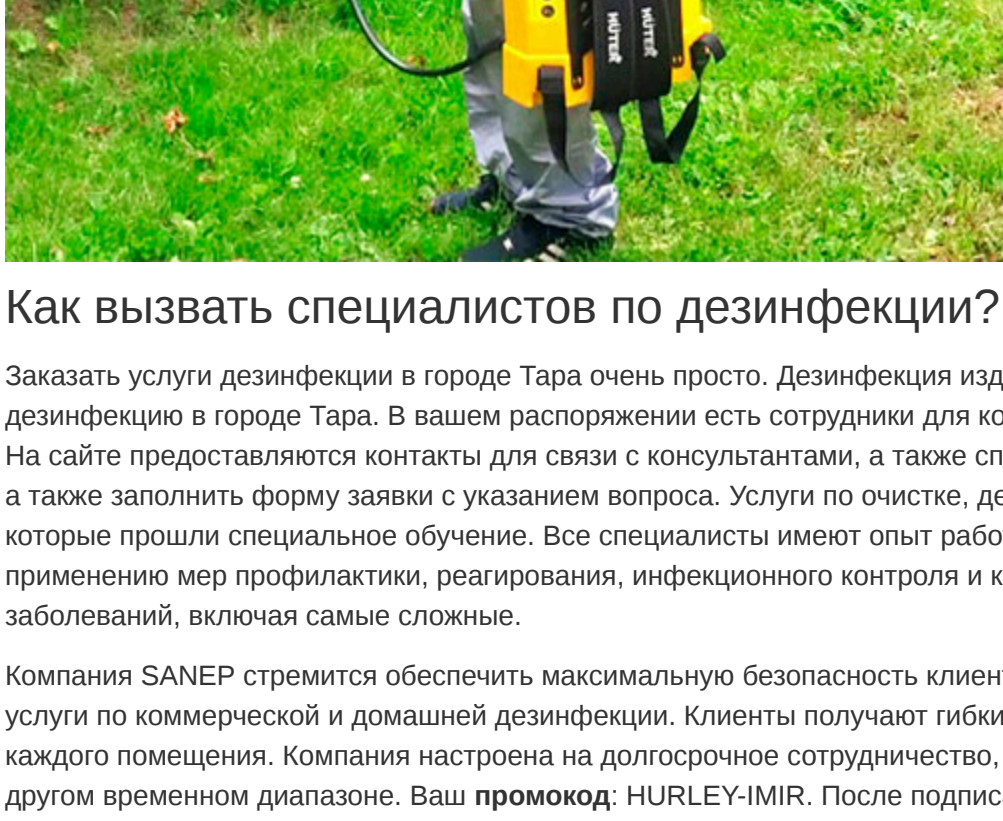 HÜTER
HÜTER
Как вызвать специалистов по дезинфекции?
Заказать услуги дезинфекции в городе Тара очень просто. Дезинфекция изд
дезинфекцию в городе Тара. В вашем распоряжении есть сотрудники для ко
На сайте предоставляются контакты для связи с консультантами, а также сп
а также заполнить форму заявки с указанием вопроса. Услуги по очистке, де
которые прошли специальное обучение. Все специалисты имеют опыт рабо
применению мер профилактики, реагирования, инфекционного контроля и к
заболеваний, включая самые сложные.
Компания SANEP стремится обеспечить максимальную безопасность клиент
услуги по коммерческой и домашней дезинфекции. Клиенты получают гибки
каждого помещения. Компания настроена на долгосрочное сотрудничество,
другом временном диапазоне. Ваш промокод: HURLEY-IMIR. После подпис